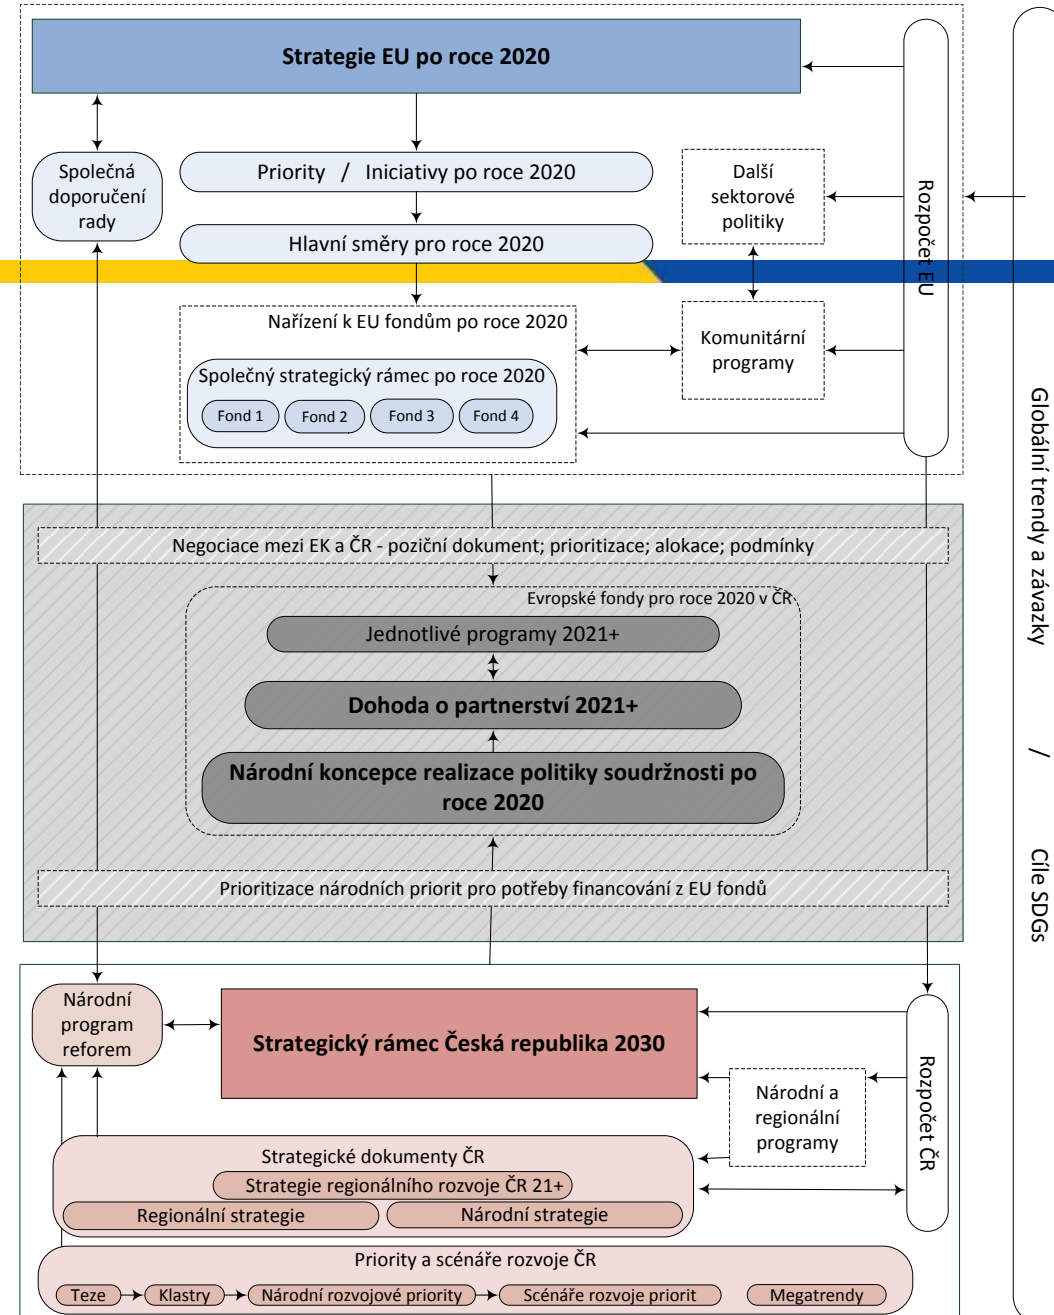 Strategie EU po roce 2020
Společná
doporučení
rady
Priority / Iniciativy po roce 2020
Hlavní směry pro roce 2020
Další
sektorové
politiky
Rozpočet EU
Nařízení k EU fondům po roce 2020
Společný strategický rámec po roce 2020
Fond 1
Fond 2
Fond 3
Fond 4
Komunitární
programy
Globální trendy a závazky / Cíle SDGs
Negociace mezi EK a ČR - poziční dokument; prioritizace; alokace; podmínky
Evropské fondy pro roce 2020 v ČR
Jednotlivé programy 2021+
Dohoda o partnerství 2021+
Národní koncepce realizace politiky soudržnosti po
roce 2020
Prioritizace národních priorit pro potřeby financování z EU fondů
Národní
program
reforem
Strategický rámec Česká republika 2030
Národní a
regionální
programy
Rozpočet ČR
Strategické dokumenty ČR
Strategie regionálního rozvoje ČR 21+
Regionální strategie
Národní strategie
Priority a scénáře rozvoje ČR
Teze
Klastry
Národní rozvojové priority
Scénáře rozvoje priorit
Megatrendy